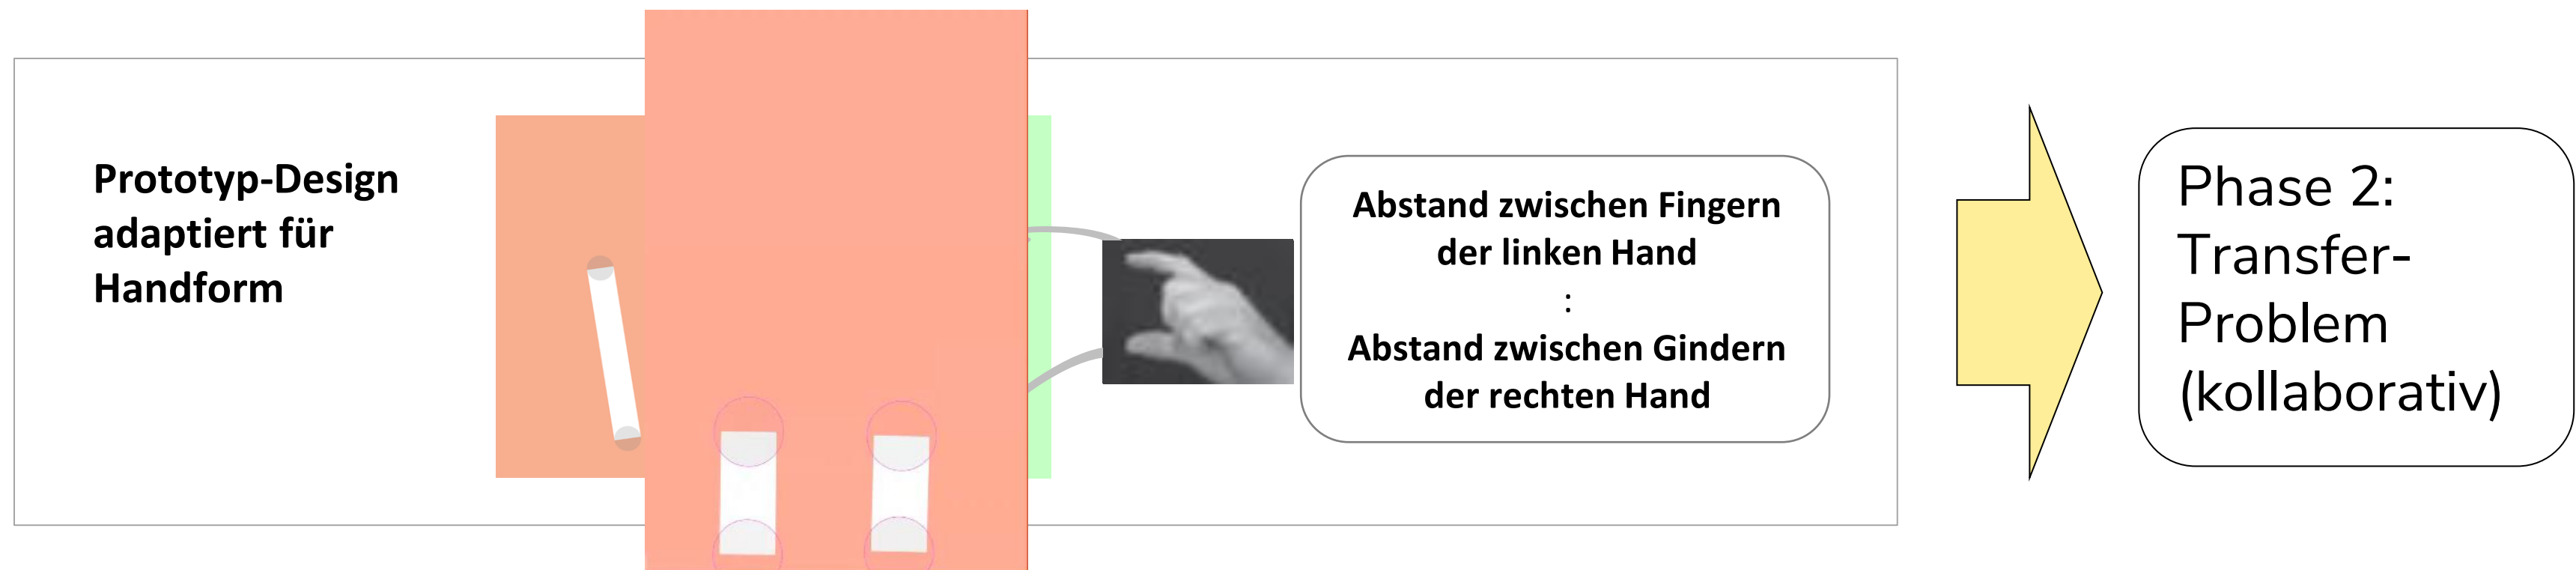 Prototyp-Design
adaptiert für
Handform
Abstand zwischen Fingern
der linken Hand
:
Abstand zwischen Gindern
der rechten Hand
Phase 2:
Transfer-
Problem
(kollaborativ)